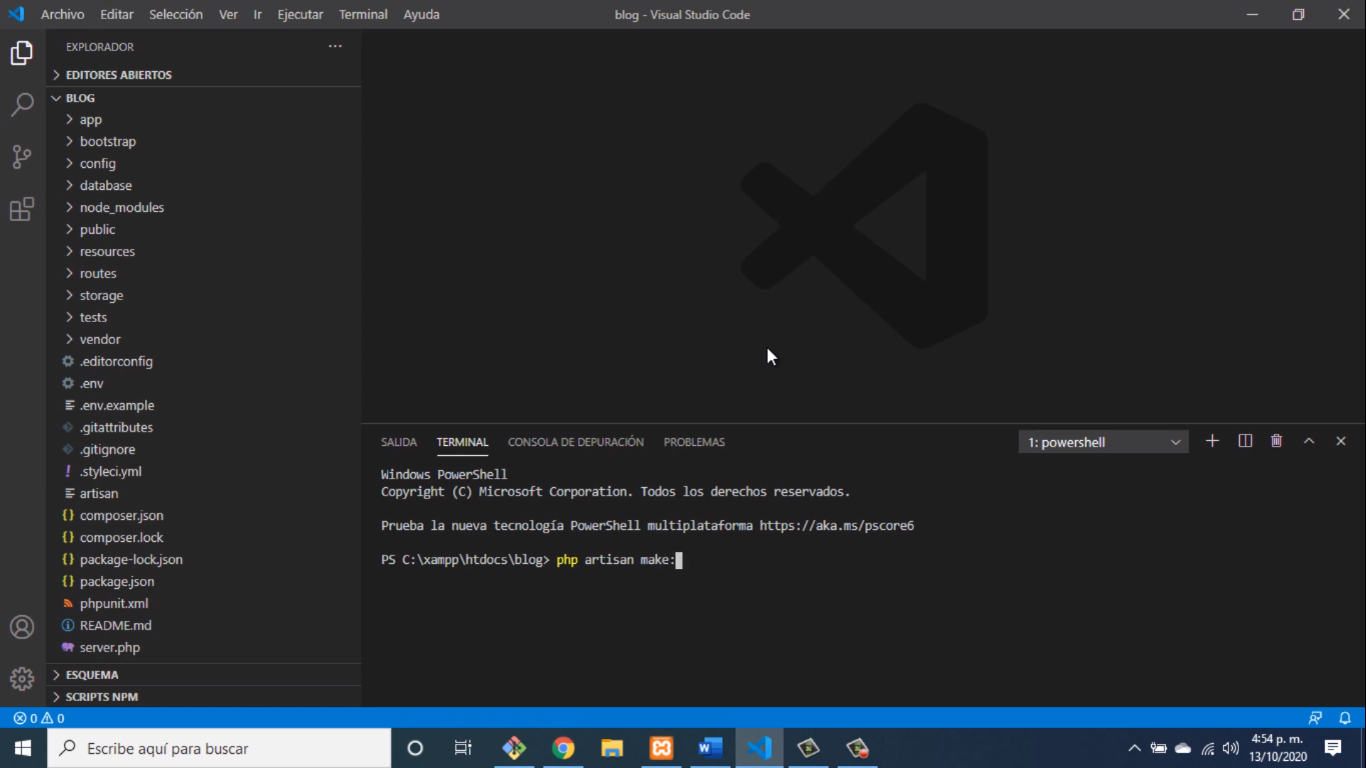 Archivo Editar Selección Ver Ir Ejecutar Terminal Ayuda
blog - Visual Studio Code
EXPLORADOR
EDITORES ABIERTOS
BLOG
app
bootstrap
config
database
node_modules
public
resources
routes
storage
tests
vendor
.editorconfig
.env
.env.example
.gitattributes
.gitignore
.styleci.yml
artisan
composer.json
composer.lock
package-lock.json
package.json
phpunit.xml
README.md
server.php
ESQUEMA
SCRIPTS NPM
SALIDA TERMINAL CONSOLA DE DEPURACIÓN PROBLEMAS
1: powershell
Windows PowerShell
Copyright (C) Microsoft Corporation. Todos los derechos reservados.
Prueba la nueva tecnología PowerShell multiplataforma https://aka.ms/pscore6
PS C:\xampp\htdocs\blog> php artisan make:
0 0
Escribe aquí para buscar
4:54 p. m.
13/10/2020